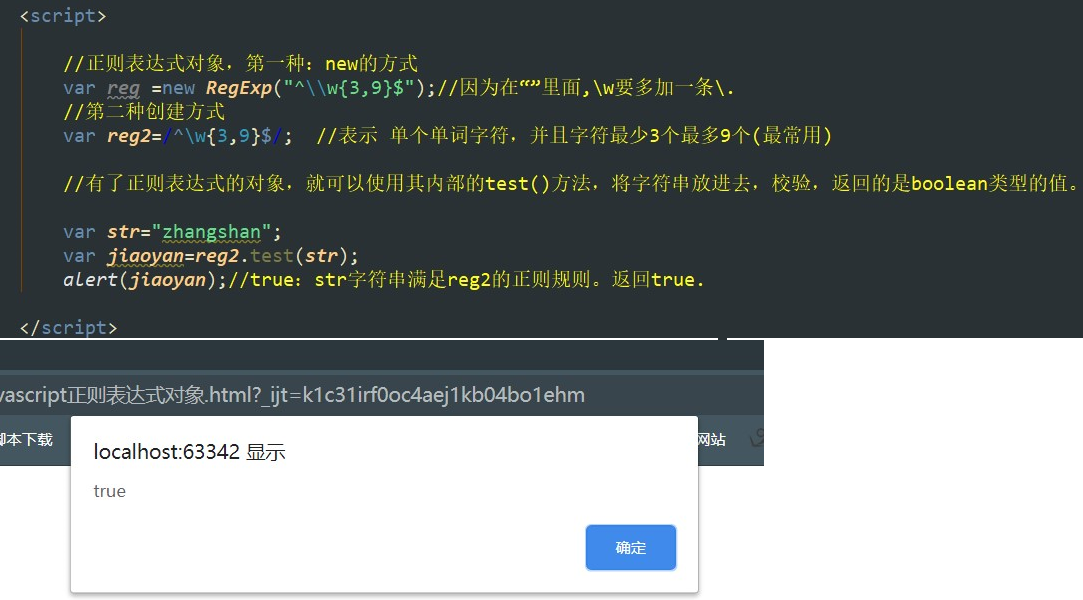 <script>
//正则表达式对象，第一种：new的方式
var reg =new RegExp("^\\w{3,9}$");//因为在“”里面,\w要多加一条\.
//第二种创建方式
var reg2=/^\w{3,9}$/;  //表示 单个单词字符，并且字符最少3个最多9个(最常用)
//有了正则表达式的对象，就可以使用其内部的test()方法，将字符串放进去，校验，返回的是boolean类型的值。
var str="zhangshan";
var jiaoyan=reg2.test(str);
alert(jiaoyan);//true：str字符串满足reg2的正则规则。返回true.
</script>
vascript正则表达式对象.html?_ijt=k1c31irf0oc4aej1kb04bo1ehm
脚本下载 网站
localhost:63342 显示
true
确定